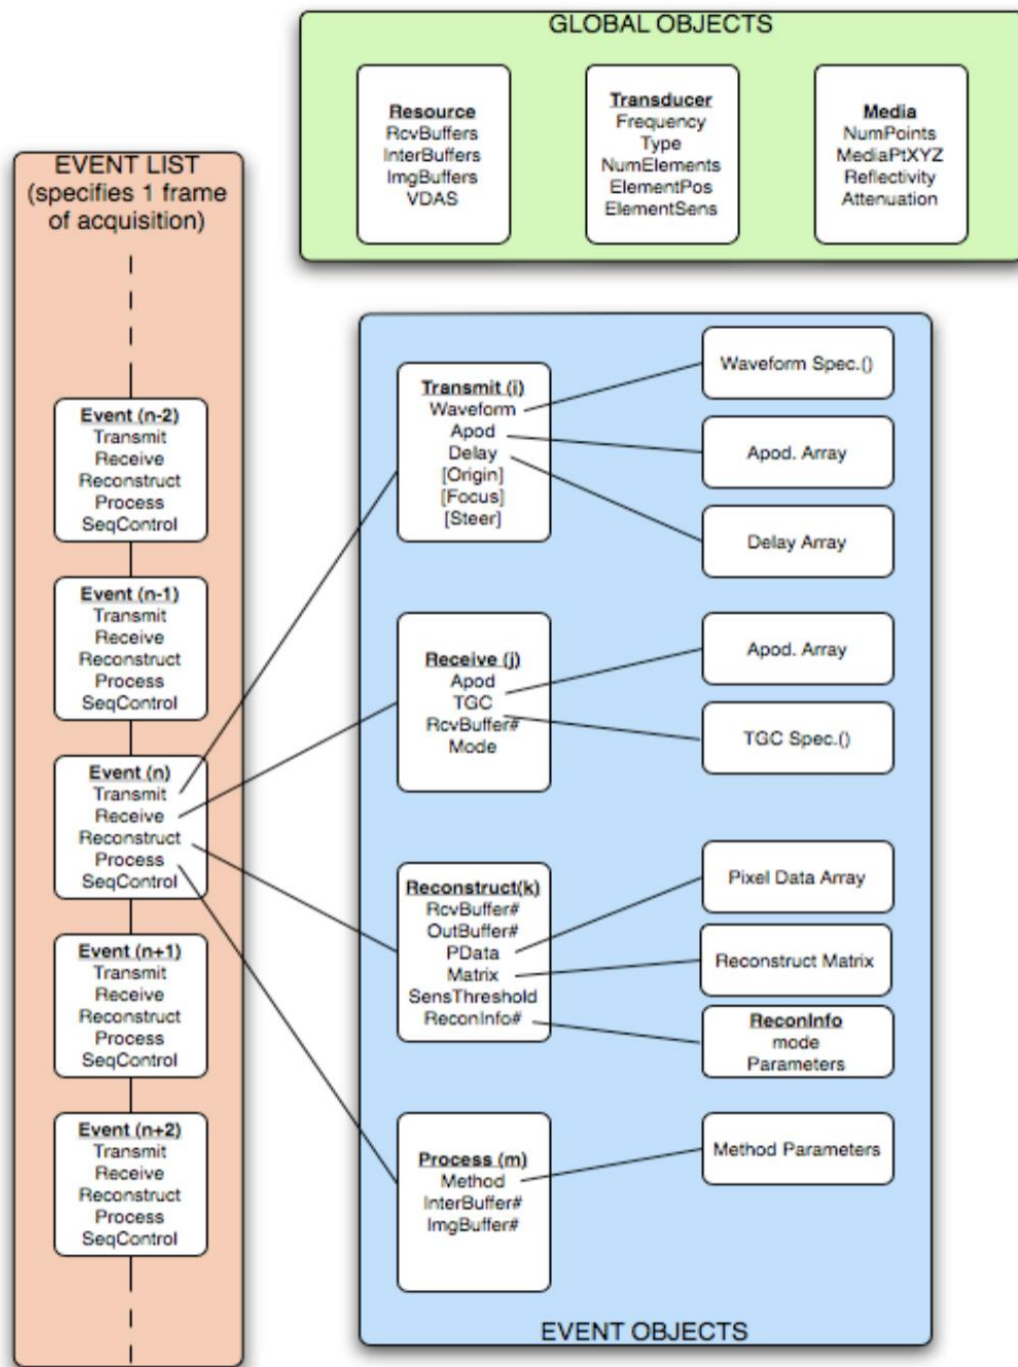 GLOBAL OBJECTS
Resource
RcvBuffers
InterBuffers
ImgBuffers
VDAS
Transducer
Frequency
Type
NumElements
ElementPos
ElementSens
Media
NumPoints
MediaPtXYZ
Reflectivity
Attenuation
EVENT LIST
(specifies 1 frame
of acquisition)
Event (n-2)
Transmit
Receive
Reconstruct
Process
SeqControl
Event (n-1)
Transmit
Receive
Reconstruct
Process
SeqControl
Event (n)
Transmit
Receive
Reconstruct
Process
SeqControl
Event (n+1)
Transmit
Receive
Reconstruct
Process
SeqControl
Event (n+2)
Transmit
Receive
Reconstruct
Process
SeqControl
Transmit (i)
Waveform
Apod
Delay
[Origin]
[Focus]
[Steer]
Waveform Spec.()
Apod. Array
Delay Array
Receive (j)
Apod
TGC
RcvBuffer#
Mode
Apod. Array
TGC Spec.()
Reconstruct(k)
RcvBuffer#
OutBuffer#
PData
Matrix
SensThreshold
ReconInfo#
Pixel Data Array
Reconstruct Matrix
ReconInfo
mode
Parameters
Process (m)
Method
InterBuffer#
ImgBuffer#
Method Parameters
EVENT OBJECTS